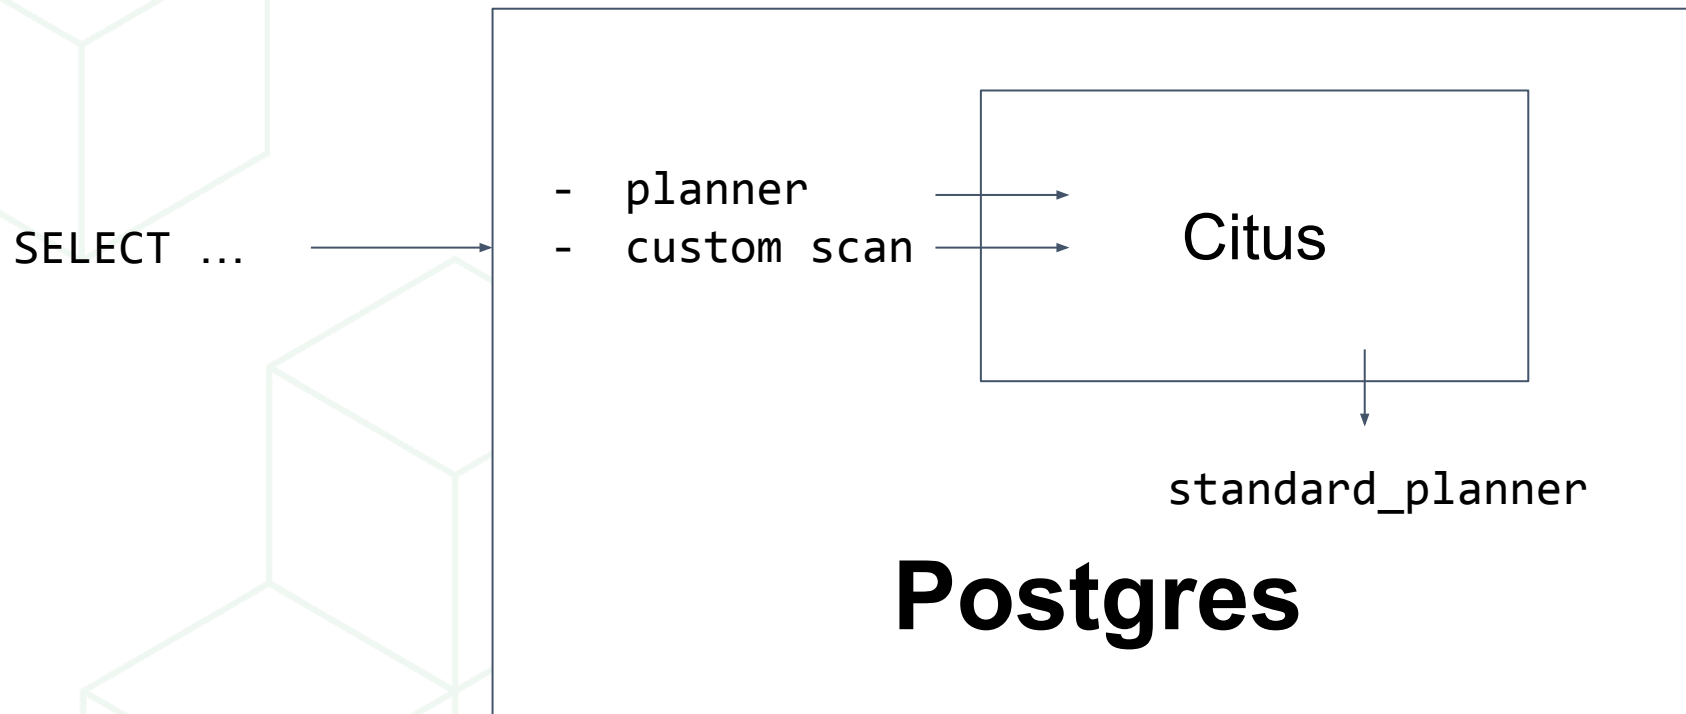 - planner
SELECT … - custom scan
Citus
standard_planner
Postgres